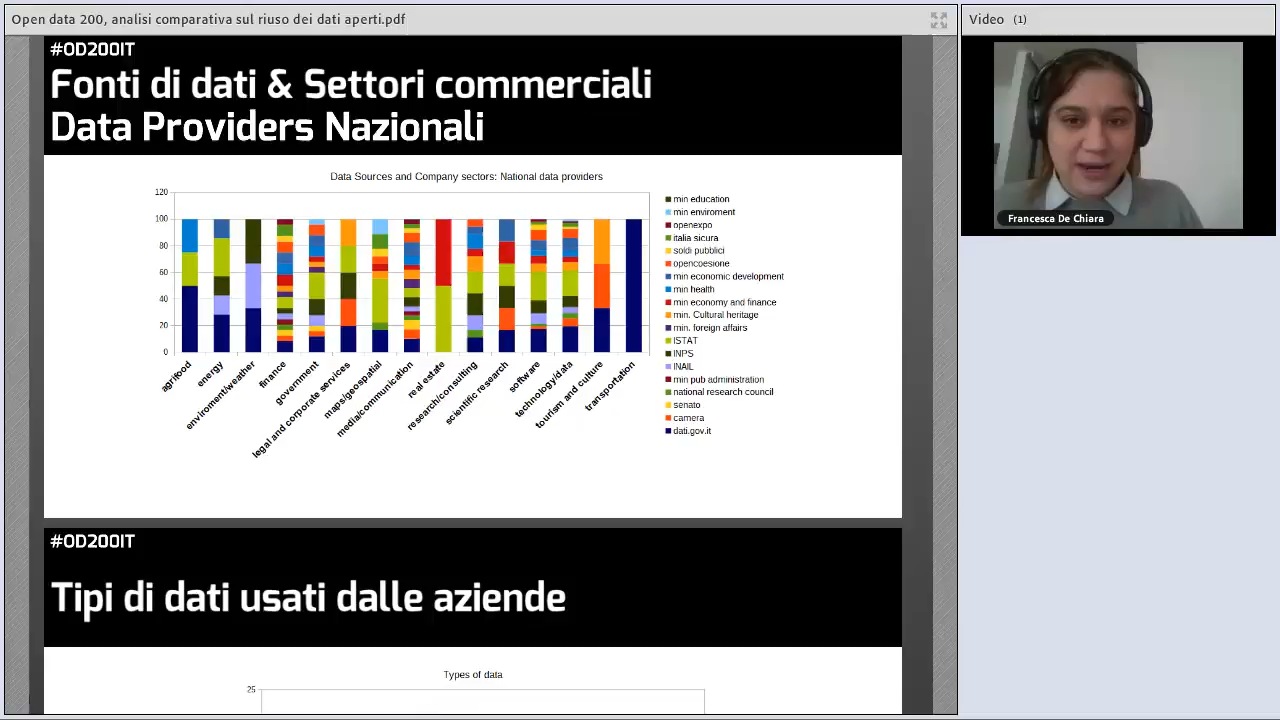 Open data 200, analisi comparativa sul riuso dei dati aperti.pdf
Video (1)
#OD200IT
Fonti di dati & Settori commerciali
Data Providers Nazionali
Data Sources and Company sectors: National data providers
120
100
80
60
40
20
0
agrifood
energy
enviroment/weather
finance
government
legal and corporate services
maps/geospatial
media/communication
real estate
research/consulting
scientific research
software
technology/data
tourism and culture
transportation
min education
min enviroment
openexpo
italia sicura
soldi pubblici
opencoesione
min economic development
min health
min economy and finance
min. Cultural heritage
min. foreign affairs
ISTAT
INPS
INAIL
min pub administration
national research council
senato
camera
dati.gov.it
Francesca De Chiara
#OD200IT
Tipi di dati usati dalle aziende
Types of data
25